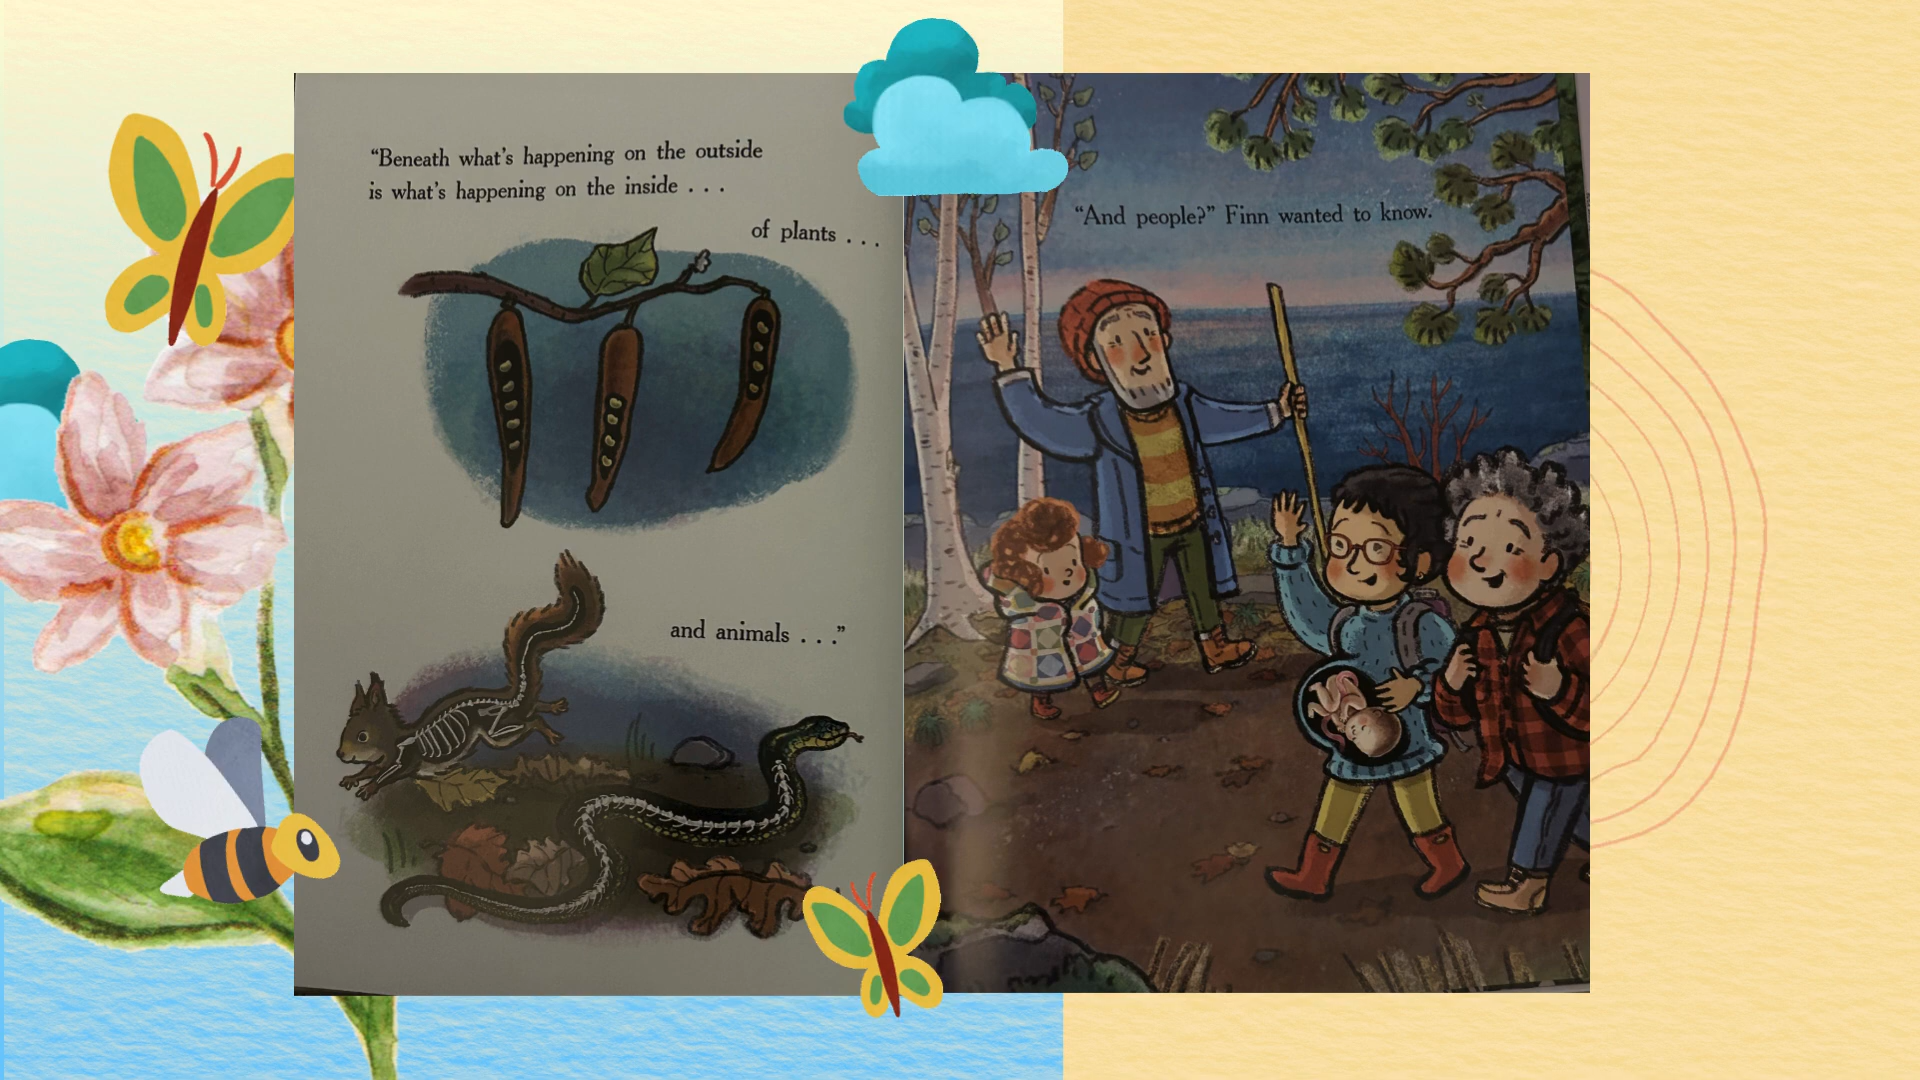 “Beneath what’s happening on the outside
is what’s happening on the inside . . .
of plants . . .
and animals . . .”
“And people?” Finn wanted to know.